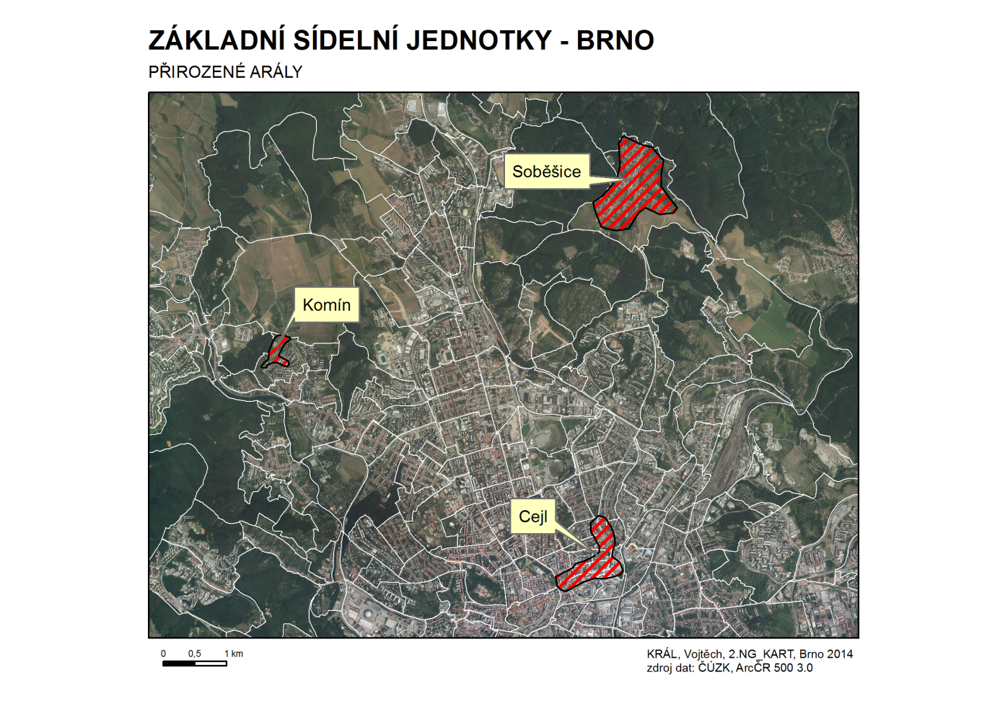 ZÁKLADNÍ SÍDELNÍ JEDNOTKY - BRNO
PŘIROZENÉ ARÁLY
Soběšice
Komín
Cejl
0 0,5 1 km
KRÁL, Vojtěch, 2.NG_KART, Brno 2014
zdroj dat: ČÚZK, ArcČR 500 3.0